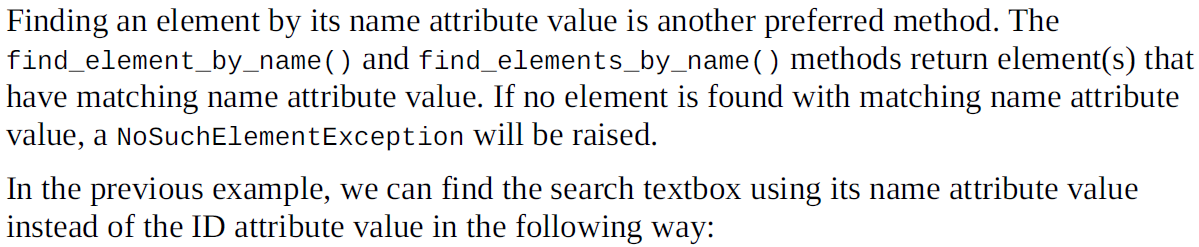 Finding an element by its name attribute value is another preferred method. The
find_element_by_name() and find_elements_by_name() methods return element(s) that
have matching name attribute value. If no element is found with matching name attribute
value, a NoSuchElementException will be raised.
In the previous example, we can find the search textbox using its name attribute value
instead of the ID attribute value in the following way: